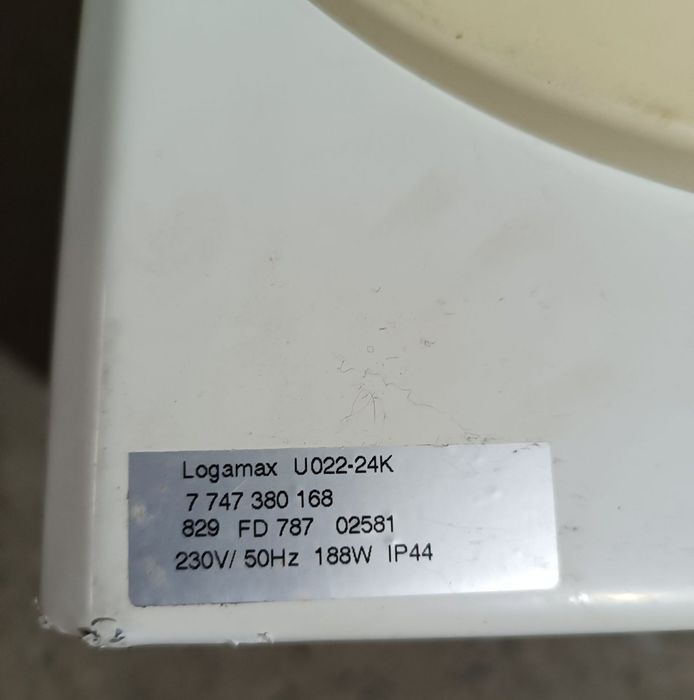 Logamax U022-24K
7 747 380 168
829 FD 787 02581
230V/ 50Hz 188W IP44